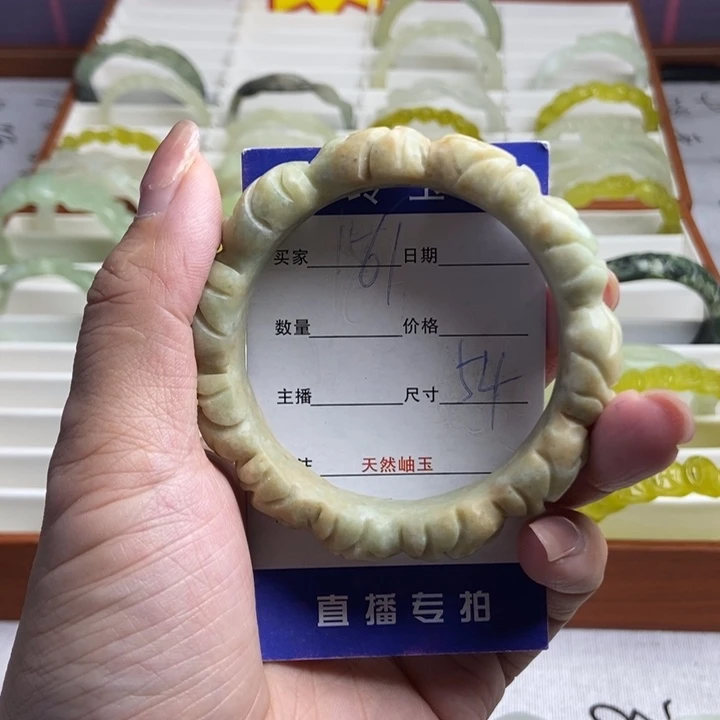 买家 161 日期
数量 价格
主播 尺寸 54
天然岫玉
直播专拍